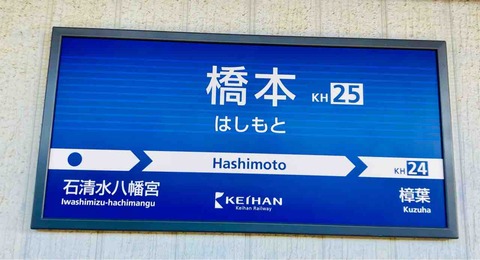 橋本 KH 25
はしもと
Hashimoto
KH 24
石清水八幡宮
Iwashimizu-hachimangu
KEIHAN
Keihan Railway
樟葉
Kuzuha